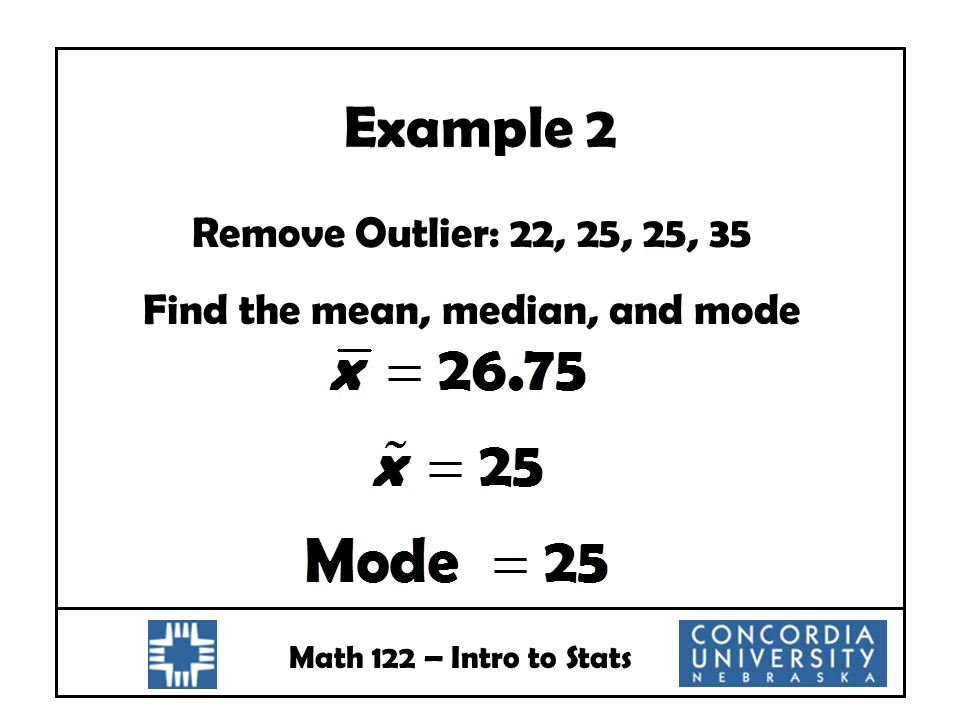 Example 2
Remove Outlier: 22, 25, 25, 35
Find the mean, median, and mode
x̅ = 26.75
x̃ = 25
Mode = 25
Math 122 – Intro to Stats
CONCORDIA
UNIVERSITY
NEBRASKA